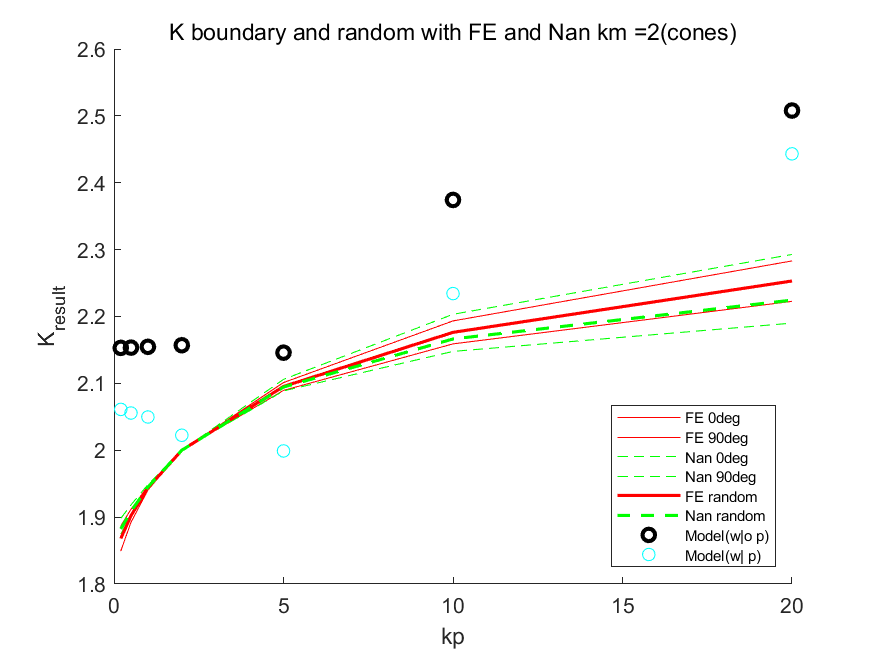 K boundary and random with FE and Nan km =2(cones)
2.6
2.5
2.4
2.3
2.2
2.1
2
1.9
1.8
K_result
0 5 10 15 20
kp
FE 0deg
FE 90deg
Nan 0deg
Nan 90deg
FE random
Nan random
Model(w|o p)
Model(w| p)